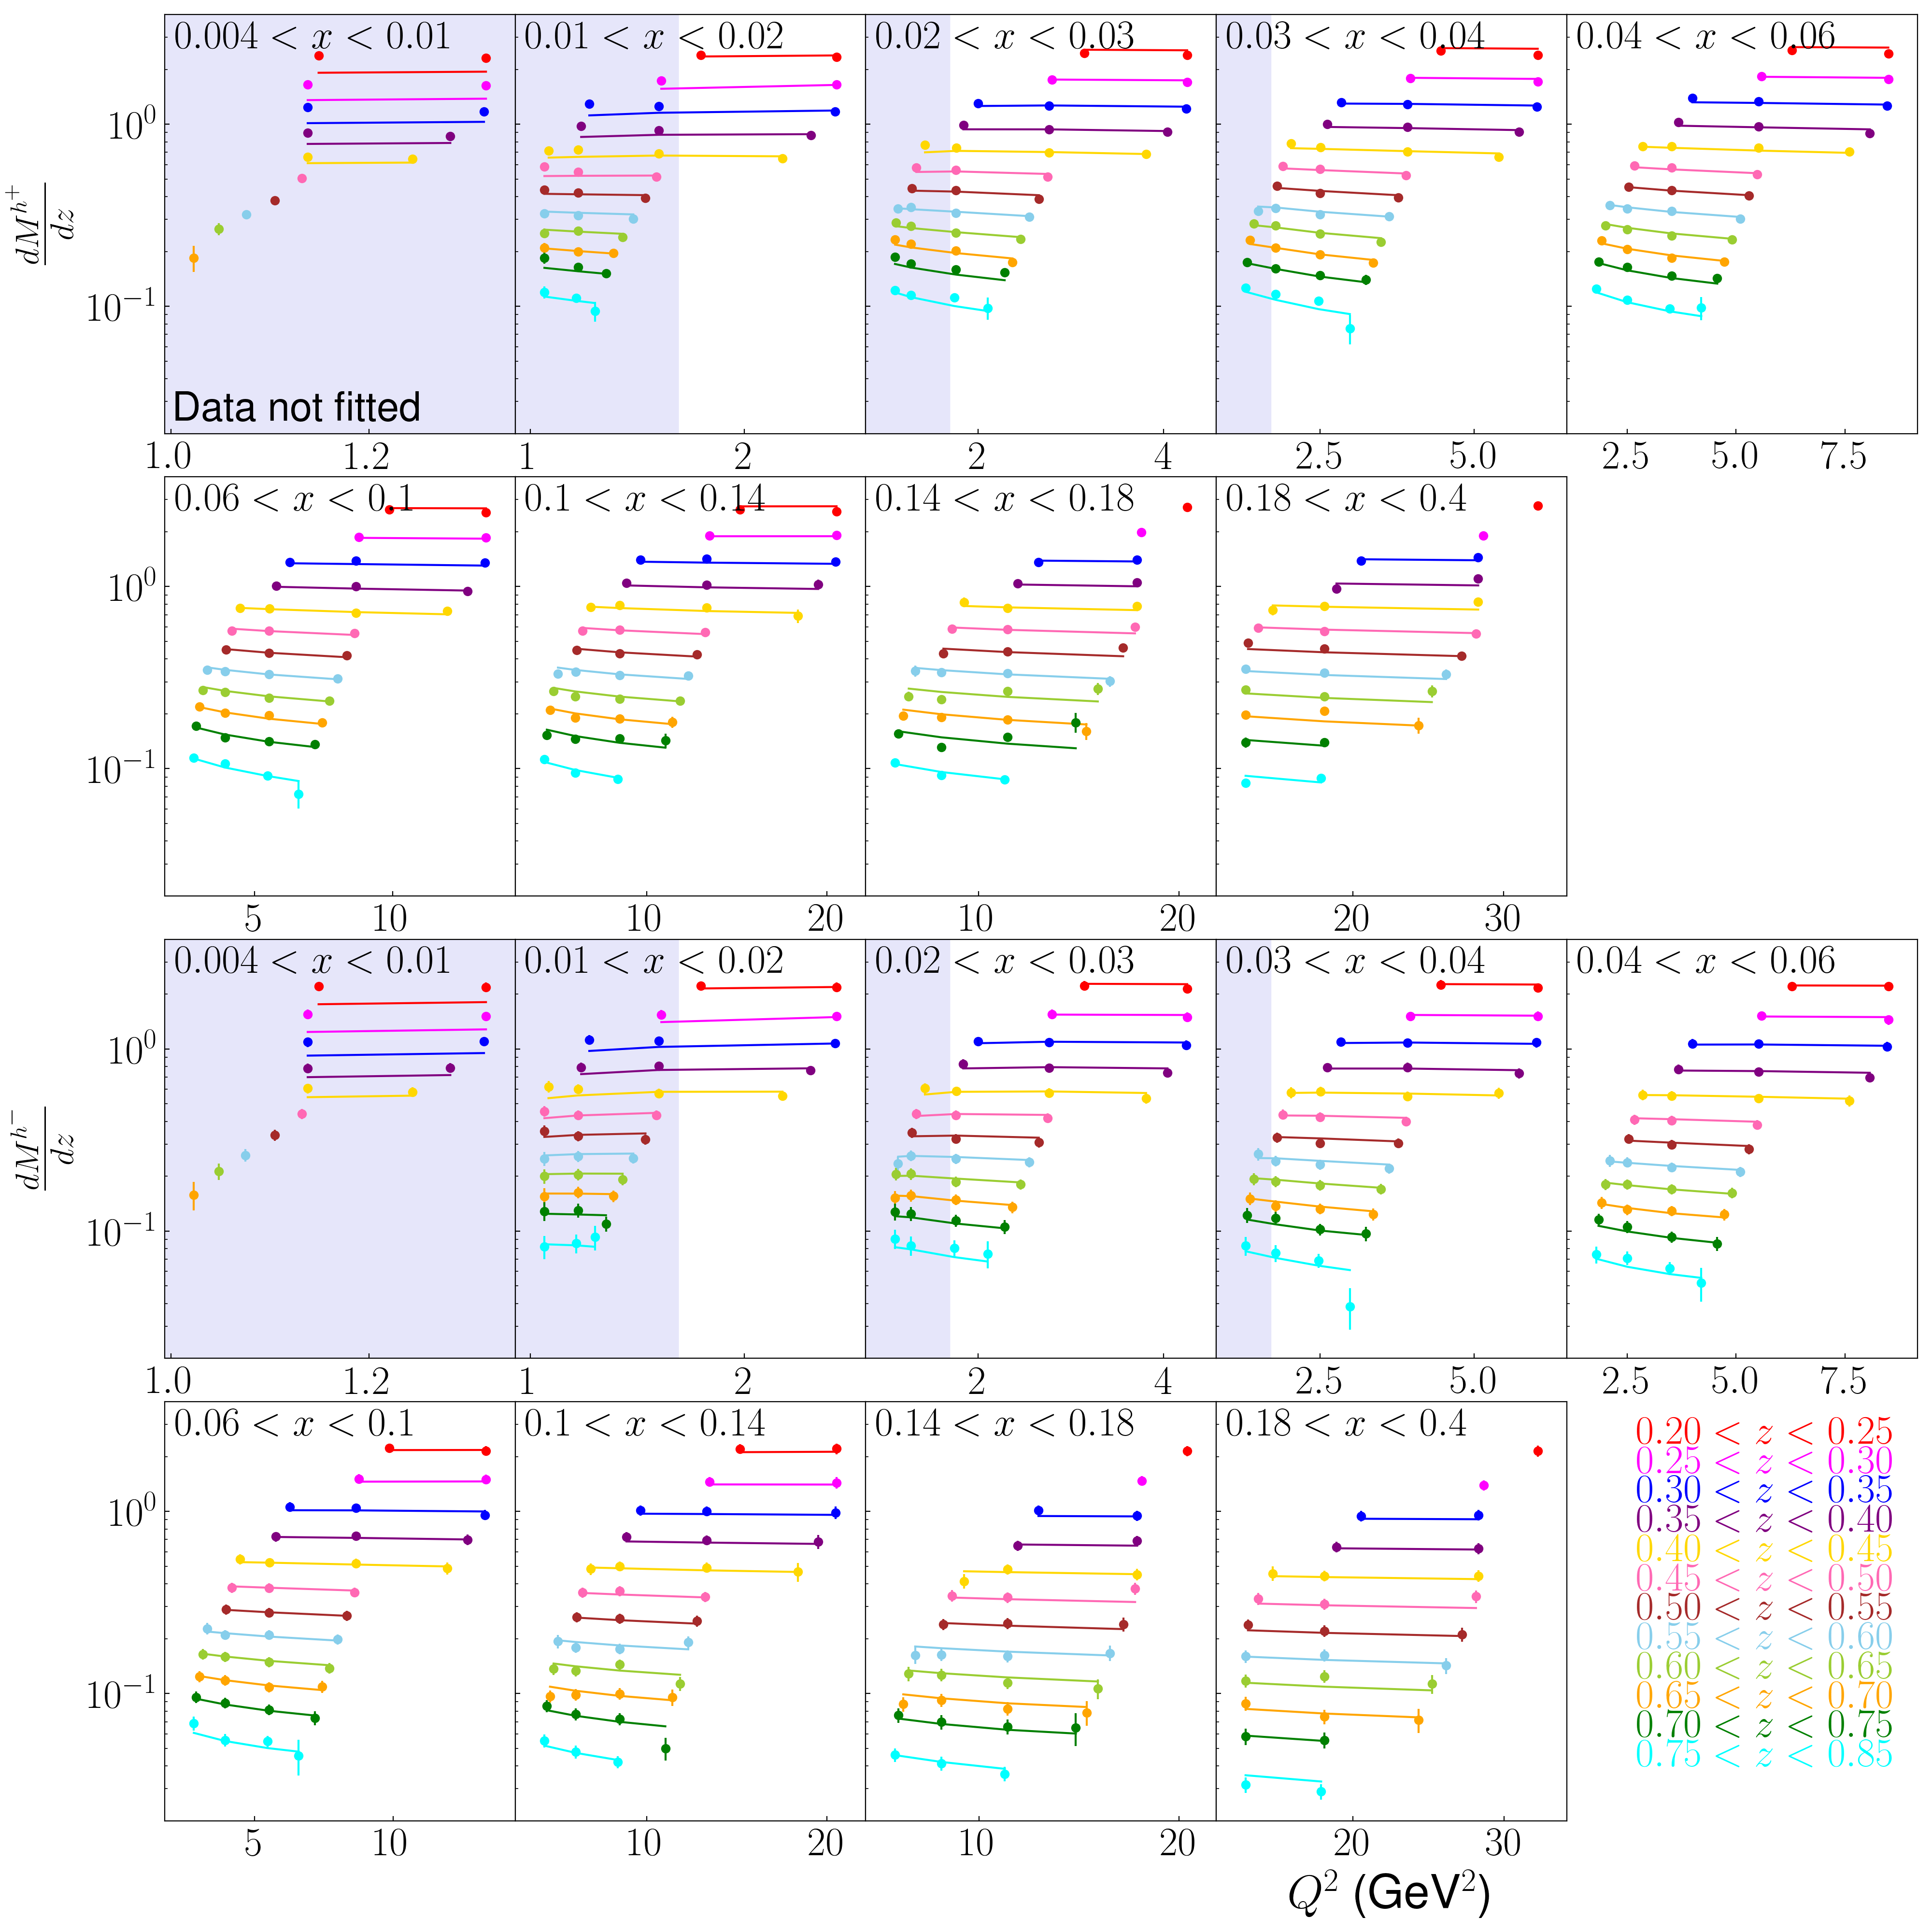 0.004 < x < 0.01 0.01 < x < 0.02 0.02 < x < 0.03 0.03 < x < 0.04 0.04 < x < 0.06
10^0
dM^{h^+}
dz
10^{-1}
Data not fitted
1.0 1.2 1 2 2 4 2.5 5.0 2.5 5.0 7.5
0.06 < x < 0.1 0.1 < x < 0.14 0.14 < x < 0.18 0.18 < x < 0.4
10^0
10^{-1}
5 10 10 20 10 20 20 30
0.004 < x < 0.01 0.01 < x < 0.02 0.02 < x < 0.03 0.03 < x < 0.04 0.04 < x < 0.06
10^0
dM^{h^-}
dz
10^{-1}
1.0 1.2 1 2 2 4 2.5 5.0 2.5 5.0 7.5
0.06 < x < 0.1 0.1 < x < 0.14 0.14 < x < 0.18 0.18 < x < 0.4
10^0
10^{-1}
0.20 < z < 0.25
0.25 < z < 0.30
0.30 < z < 0.35
0.35 < z < 0.40
0.40 < z < 0.45
0.45 < z < 0.50
0.50 < z < 0.55
0.55 < z < 0.60
0.60 < z < 0.65
0.65 < z < 0.70
0.70 < z < 0.75
0.75 < z < 0.85
5 10 10 20 10 20 20 30
Q^2 (GeV^2)